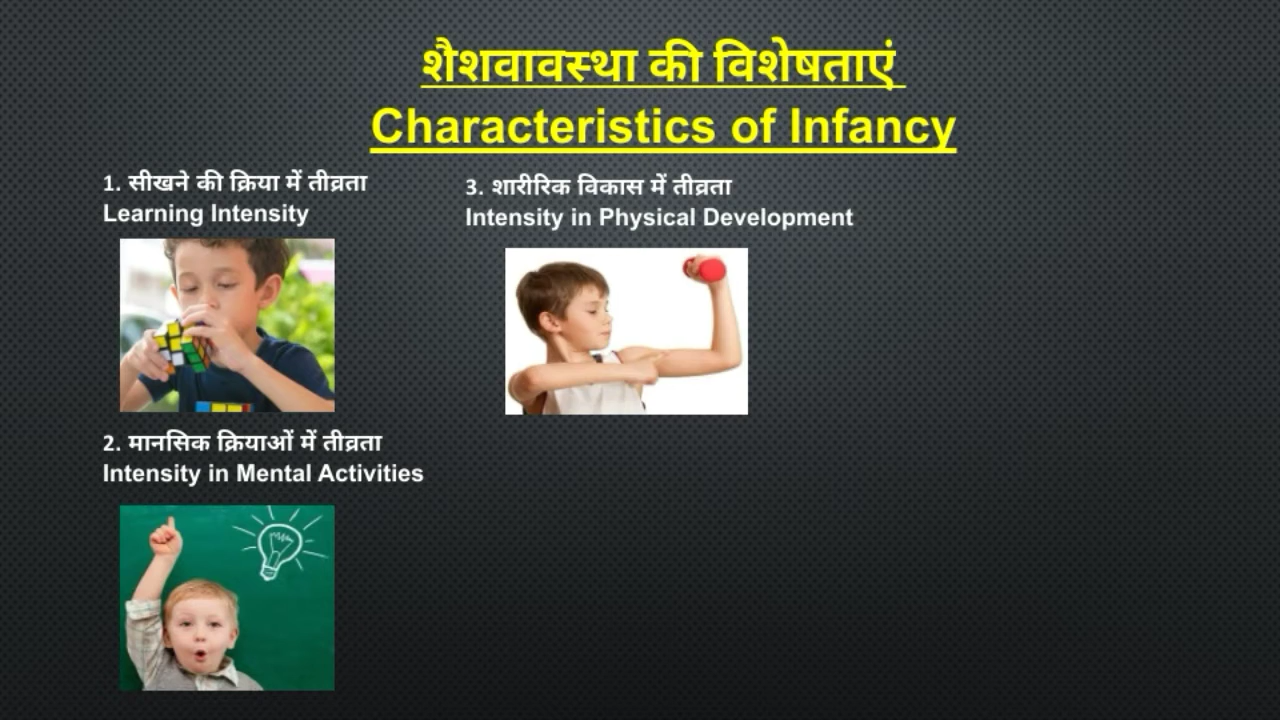 शैशवावस्था की विशेषताएं
Characteristics of Infancy
1. सीखने की क्रिया में तीव्रता
Learning Intensity
2. मानसिक क्रियाओं में तीव्रता
Intensity in Mental Activities
3. शारीरिक विकास में तीव्रता
Intensity in Physical Development